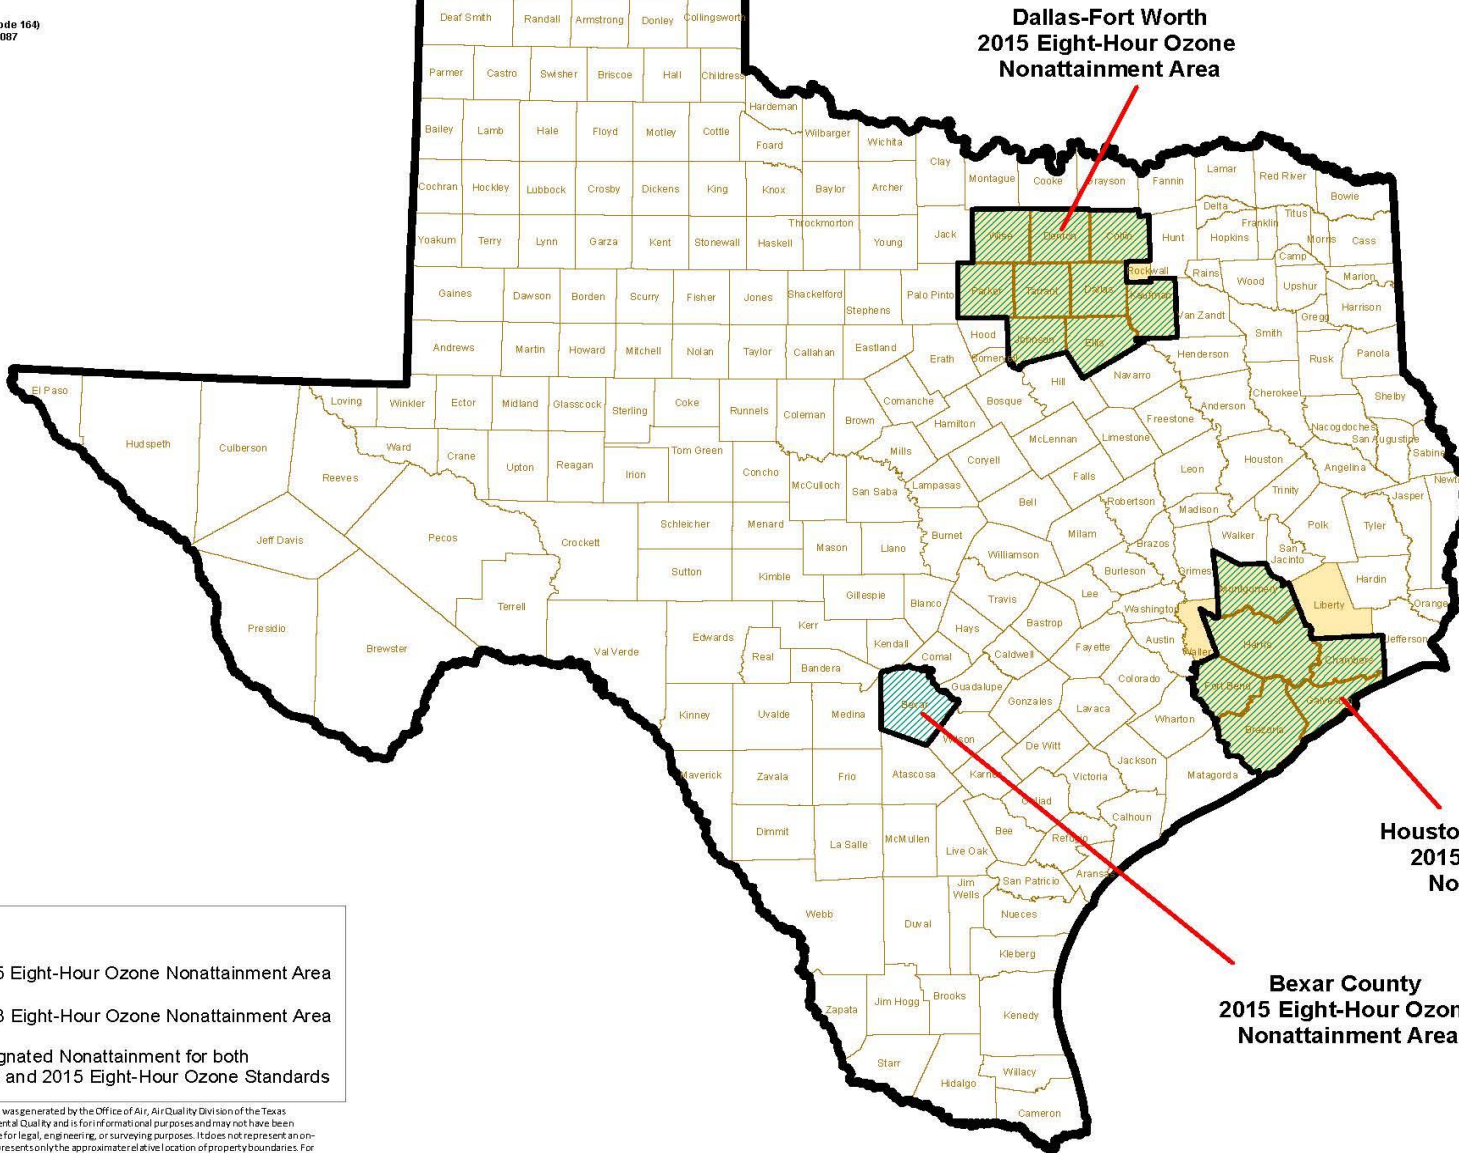 ode 164)
087
Dallas-Fort Worth
2015 Eight-Hour Ozone
Nonattainment Area
Deaf Smith Randall Armstrong Donley Collingsworth
Parmer Castro Swisher Briscoe Hall Childress
Hardeman
Bailey Lamb Hale Floyd Motley Cottle Foard Wilbarger Wichita Clay
Montague Cooke Grayson Fannin Lamar Red River Bowie
Cochran Hockley Lubbock Crosby Dickens King Knox Baylor Archer
Delta Franklin Titus Morris Cass
Yoakum Terry Lynn Garza Kent Stonewall Haskell Throckmorton Young Jack Wise Denton Collin Hunt Hopkins
Camp
Rockwall Rains Wood Upshur Marion
Gaines Dawson Borden Scurry Fisher Jones Shackelford Stephens Palo Pinto Parker Tarrant Dallas Kaufman Van Zandt Gregg Harrison
Andrews Martin Howard Mitchell Nolan Taylor Callahan Eastland Erath Hood Somervell Johnson Ellis Henderson Smith Rusk Panola
El Paso Loving Winkler Ector Midland Glasscock Sterling Coke Runnels Coleman Brown Comanche Bosque Hill Navarro Anderson Cherokee Shelby
Hudspeth Culberson Reeves Ward Crane Upton Reagan Irion Tom Green Concho McCulloch San Saba Mills Hamilton McLennan Limestone Freestone
Nacogdoches San Augustine Sabine
Lampasas Coryell Bell Falls Robertson Leon Houston Angelina
Madison Trinity Polk Tyler Jasper Newt
Jeff Davis Pecos Crockett Schleicher Menard Mason Llano Burnet Williamson Milam Brazos Grimes Walker San Jacinto
Sutton Kimble
Presidio Brewster Terrell Val Verde Edwards Real Kerr Gillespie Blanco Travis Lee Burleson Washington Montgomery Liberty Hardin Orange
Bandera Kendall Comal Hays Caldwell Bastrop Fayette Austin Waller Harris Chambers Jefferson
Kinney Uvalde Medina Bexar Guadalupe Gonzales Lavaca Colorado Fort Bend Galveston
Wilson De Witt Wharton Brazoria
Maverick Zavala Frio Atascosa Karnes Victoria Jackson Matagorda
Goliad Calhoun
Dimmit La Salle McMullen Live Oak Bee Refugio
Aransas
Jim Wells San Patricio
Webb Duval Nueces
Kleberg
Zapata Jim Hogg Brooks Kenedy
Starr Hidalgo Willacy
Cameron
Housto
2015
No
Bexar County
2015 Eight-Hour Ozon
Nonattainment Area
5 Eight-Hour Ozone Nonattainment Area
8 Eight-Hour Ozone Nonattainment Area
gnated Nonattainment for both
and 2015 Eight-Hour Ozone Standards
was generated by the Office of Air, Air Quality Division of the Texas
ental Quality and is for informational purposes and may not have been
e for legal, engineering, or surveying purposes. It does not represent an on-
presents only the approximate relative location of property boundaries. For